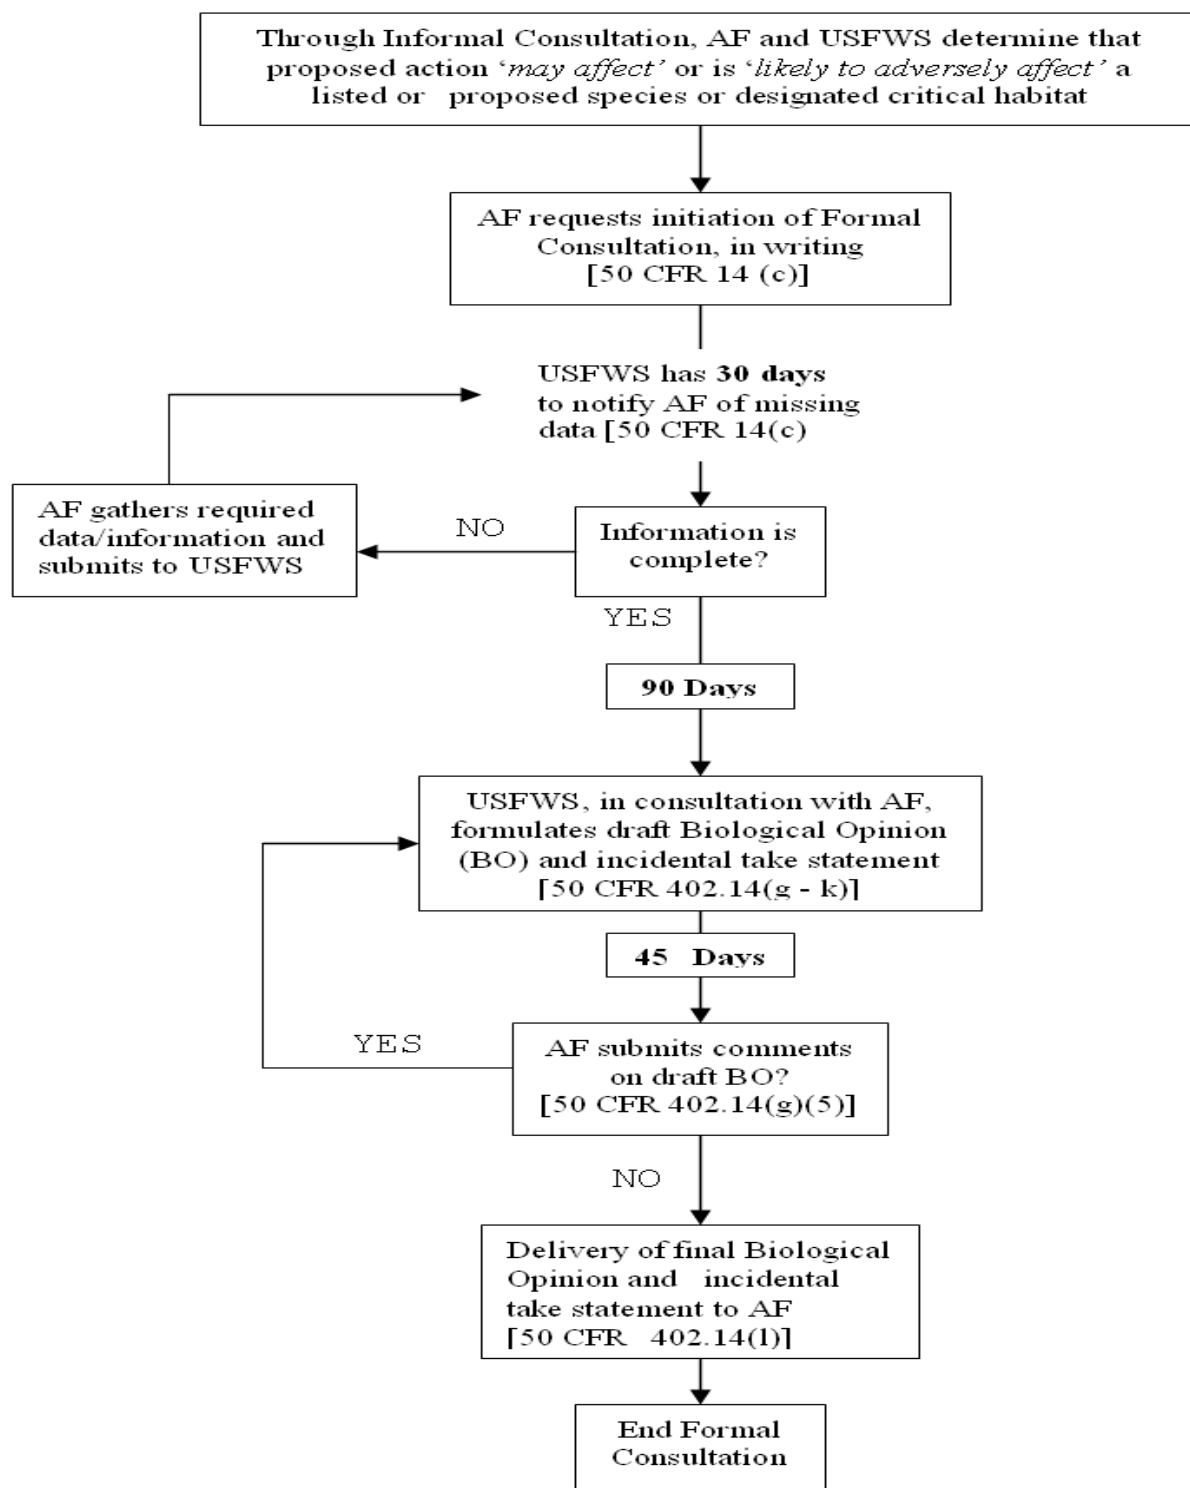 Through Informal Consultation, AF and USFWS determine that
proposed action ‘may affect’ or is ‘likely to adversely affect’ a
listed or proposed species or designated critical habitat
AF requests initiation of Formal
Consultation, in writing
[50 CFR 14 (c)]
USFWS has 30 days
to notify AF of missing
data [50 CFR 14(c)
AF gathers required
data/information and
submits to USFWS
NO
Information is
complete?
YES
90 Days
USFWS, in consultation with AF,
formulates draft Biological Opinion
(BO) and incidental take statement
[50 CFR 402.14(g - k)]
45 Days
YES
AF submits comments
on draft BO?
[50 CFR 402.14(g)(5)]
NO
Delivery of final Biological
Opinion and incidental
take statement to AF
[50 CFR 402.14(l)]
End Formal
Consultation